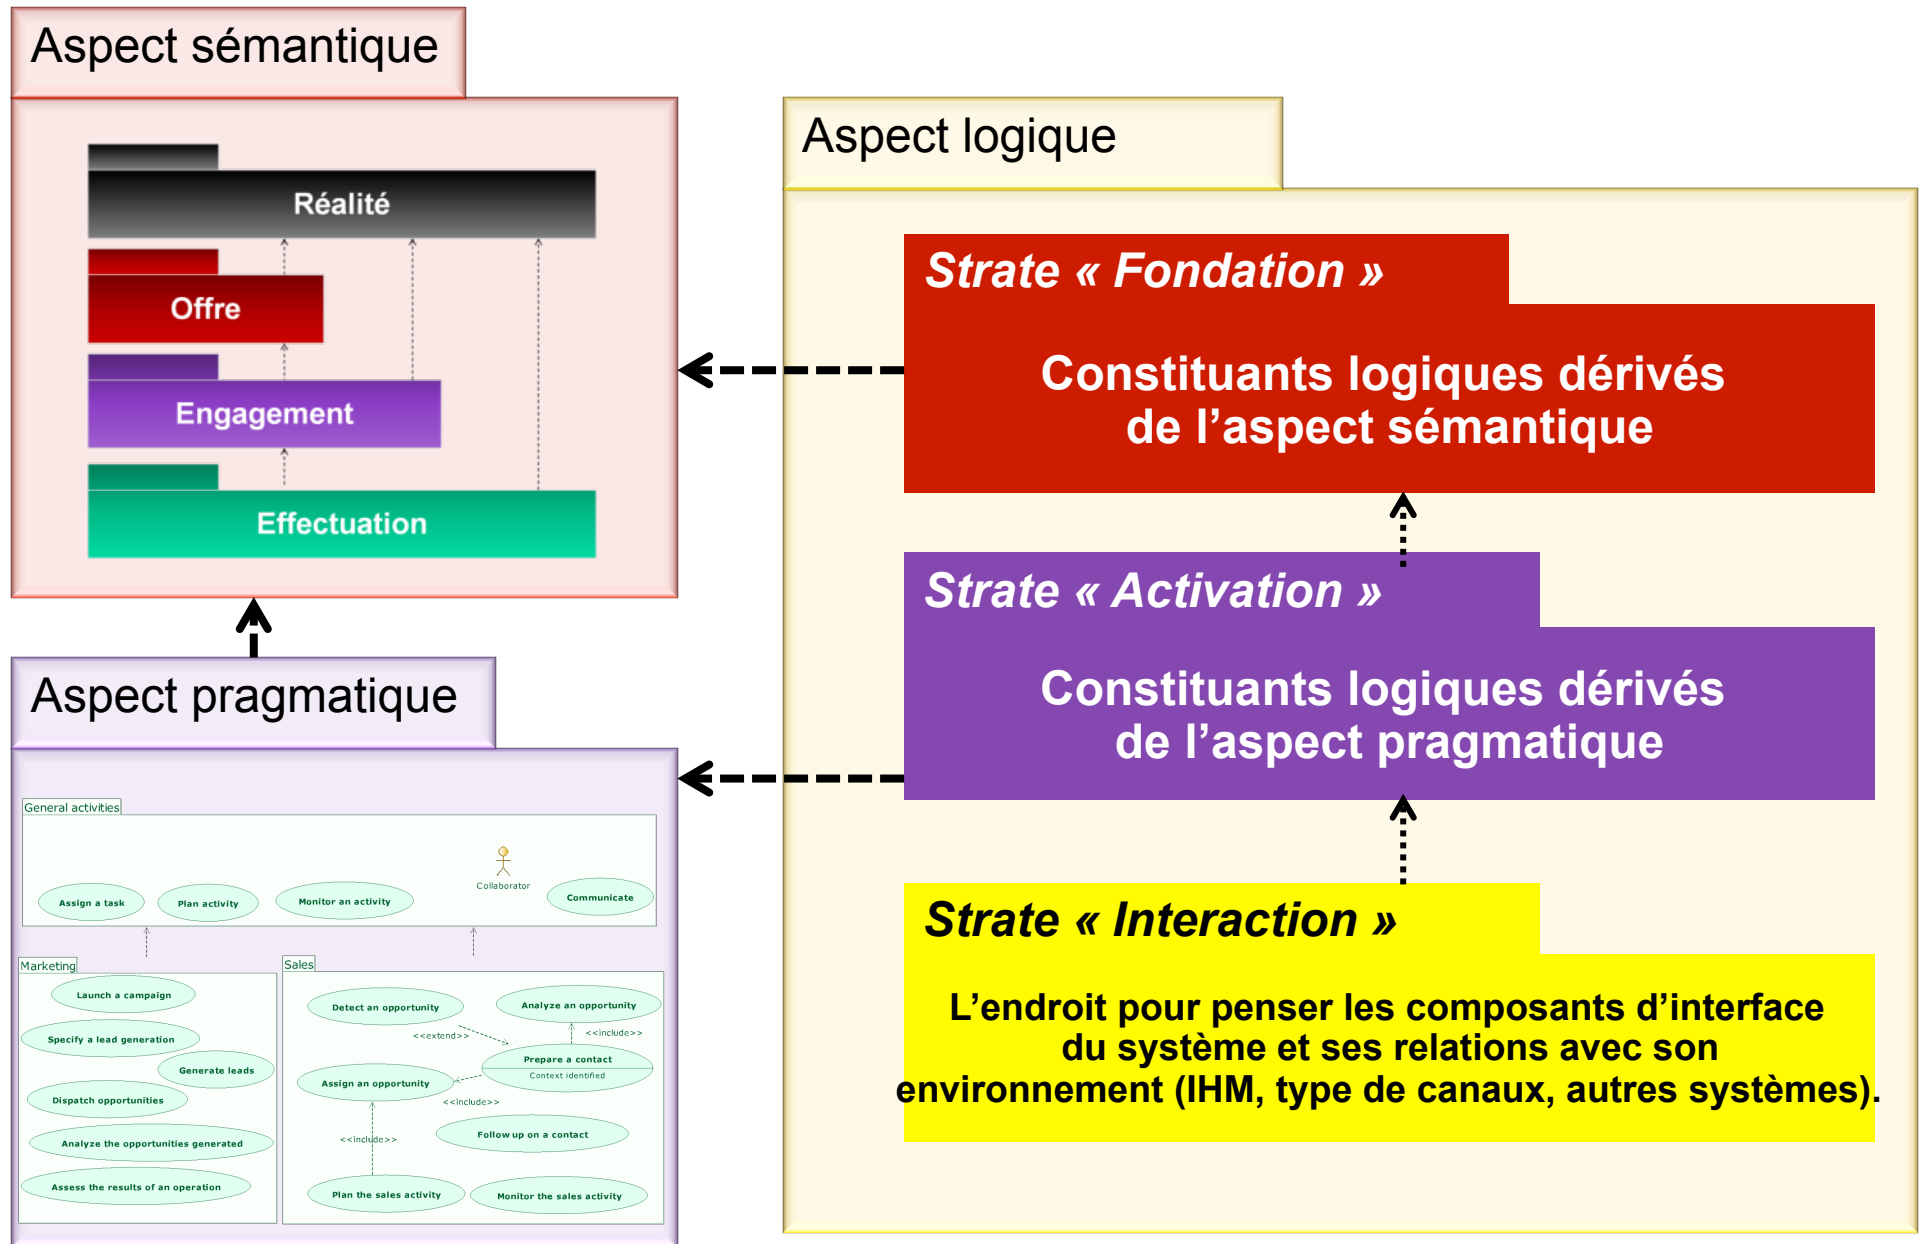 Aspect sémantique
Réalité
Offre
Engagement
Effectuation
Aspect pragmatique
General activities
Collaborator
Assign a task
Plan activity
Monitor an activity
Communicate
Marketing
Launch a campaign
Specify a lead generation
Generate leads
Dispatch opportunities
Analyze the opportunities generated
Assess the results of an operation
Sales
Detect an opportunity
Analyze an opportunity
<<extend>>
<<include>>
Prepare a contact
Context identified
Assign an opportunity
<<include>>
Follow up on a contact
<<include>>
Plan the sales activity
Monitor the sales activity
Aspect logique
Strate « Fondation »
Constituants logiques dérivés
de l’aspect sémantique
Strate « Activation »
Constituants logiques dérivés
de l’aspect pragmatique
Strate « Interaction »
L’endroit pour penser les composants d’interface
du système et ses relations avec son
environnement (IHM, type de canaux, autres systèmes).